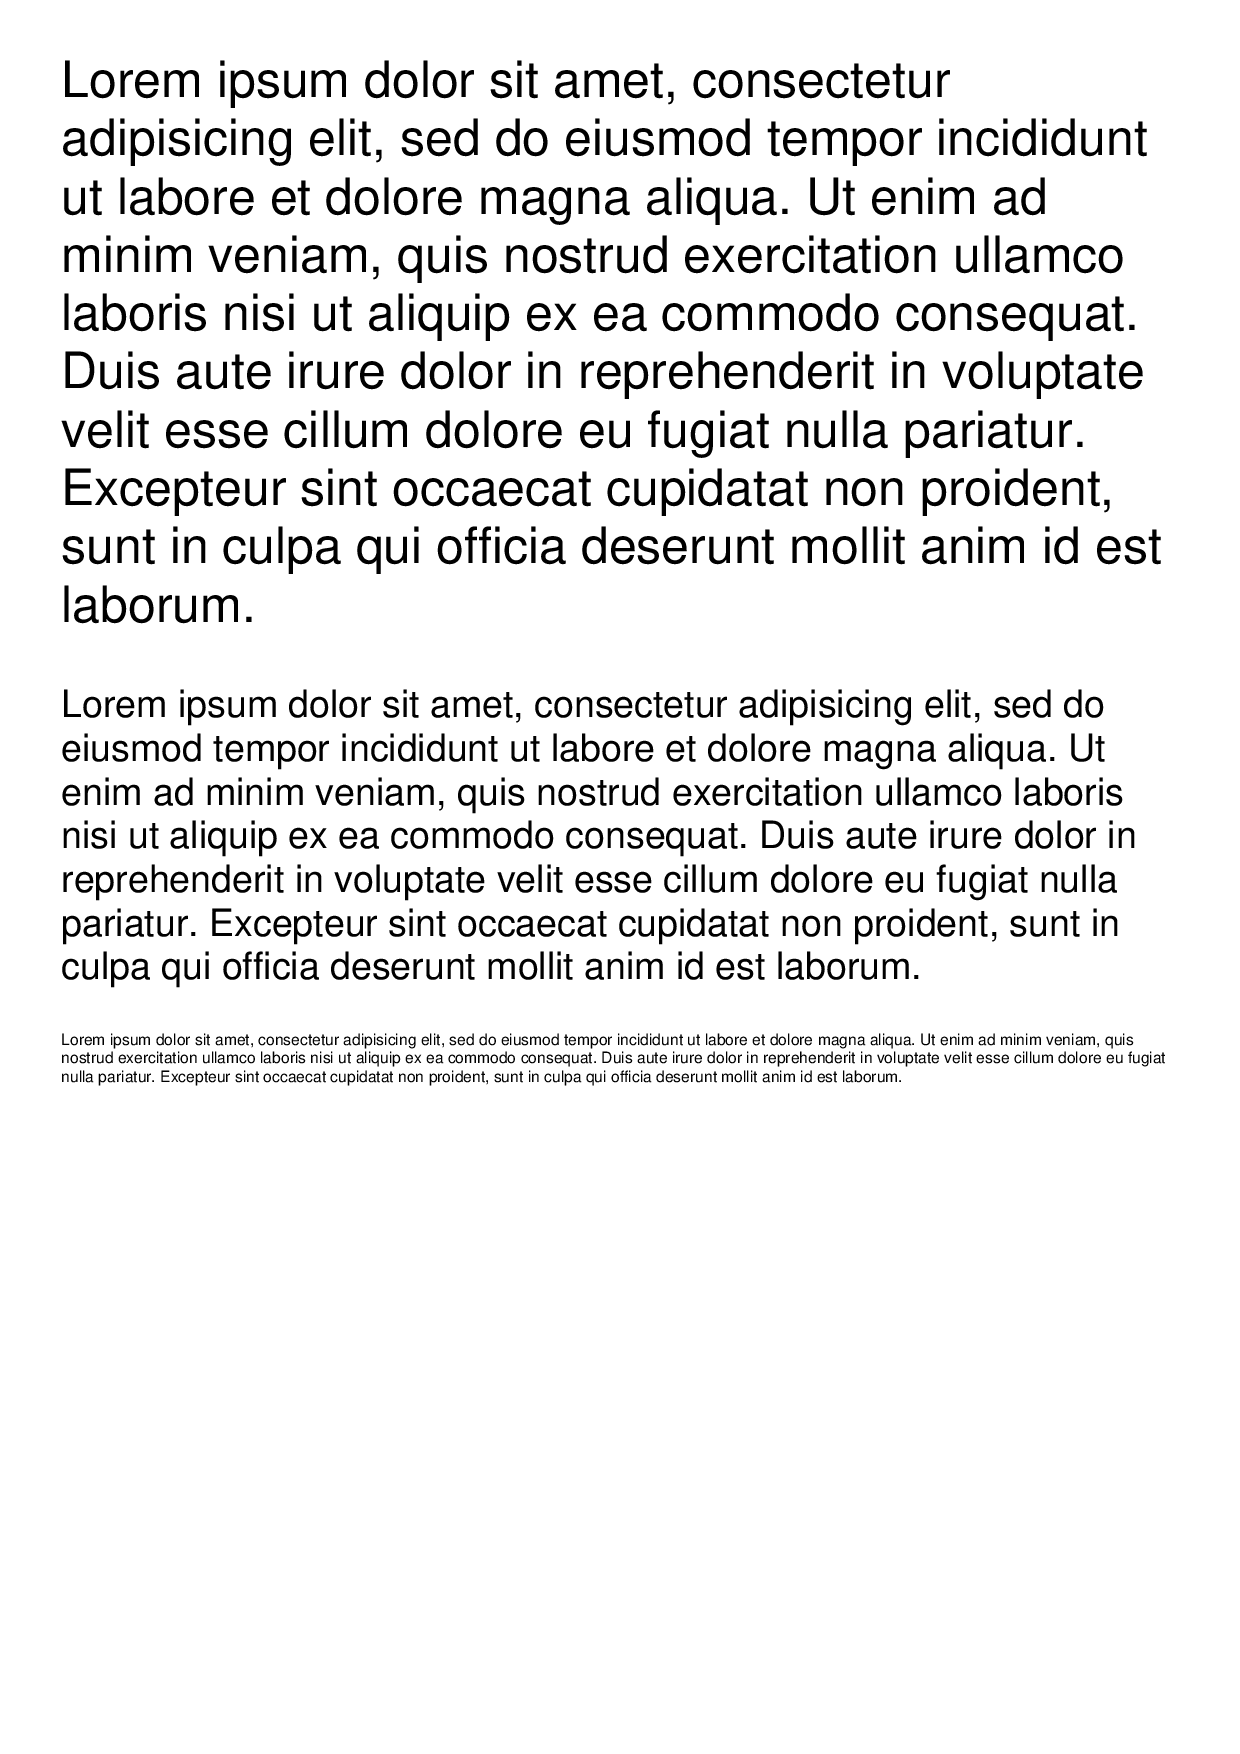 Lorem ipsum dolor sit amet, consectetur
adipisicing elit, sed do eiusmod tempor incididunt
ut labore et dolore magna aliqua. Ut enim ad
minim veniam, quis nostrud exercitation ullamco
laboris nisi ut aliquip ex ea commodo consequat.
Duis aute irure dolor in reprehenderit in voluptate
velit esse cillum dolore eu fugiat nulla pariatur.
Excepteur sint occaecat cupidatat non proident,
sunt in culpa qui officia deserunt mollit anim id est
laborum.
Lorem ipsum dolor sit amet, consectetur adipisicing elit, sed do
eiusmod tempor incididunt ut labore et dolore magna aliqua. Ut
enim ad minim veniam, quis nostrud exercitation ullamco laboris
nisi ut aliquip ex ea commodo consequat. Duis aute irure dolor in
reprehenderit in voluptate velit esse cillum dolore eu fugiat nulla
pariatur. Excepteur sint occaecat cupidatat non proident, sunt in
culpa qui officia deserunt mollit anim id est laborum.
Lorem ipsum dolor sit amet, consectetur adipisicing elit, sed do eiusmod tempor incididunt ut labore et dolore magna aliqua. Ut enim ad minim veniam, quis
nostrud exercitation ullamco laboris nisi ut aliquip ex ea commodo consequat. Duis aute irure dolor in reprehenderit in voluptate velit esse cillum dolore eu fugiat
nulla pariatur. Excepteur sint occaecat cupidatat non proident, sunt in culpa qui officia deserunt mollit anim id est laborum.